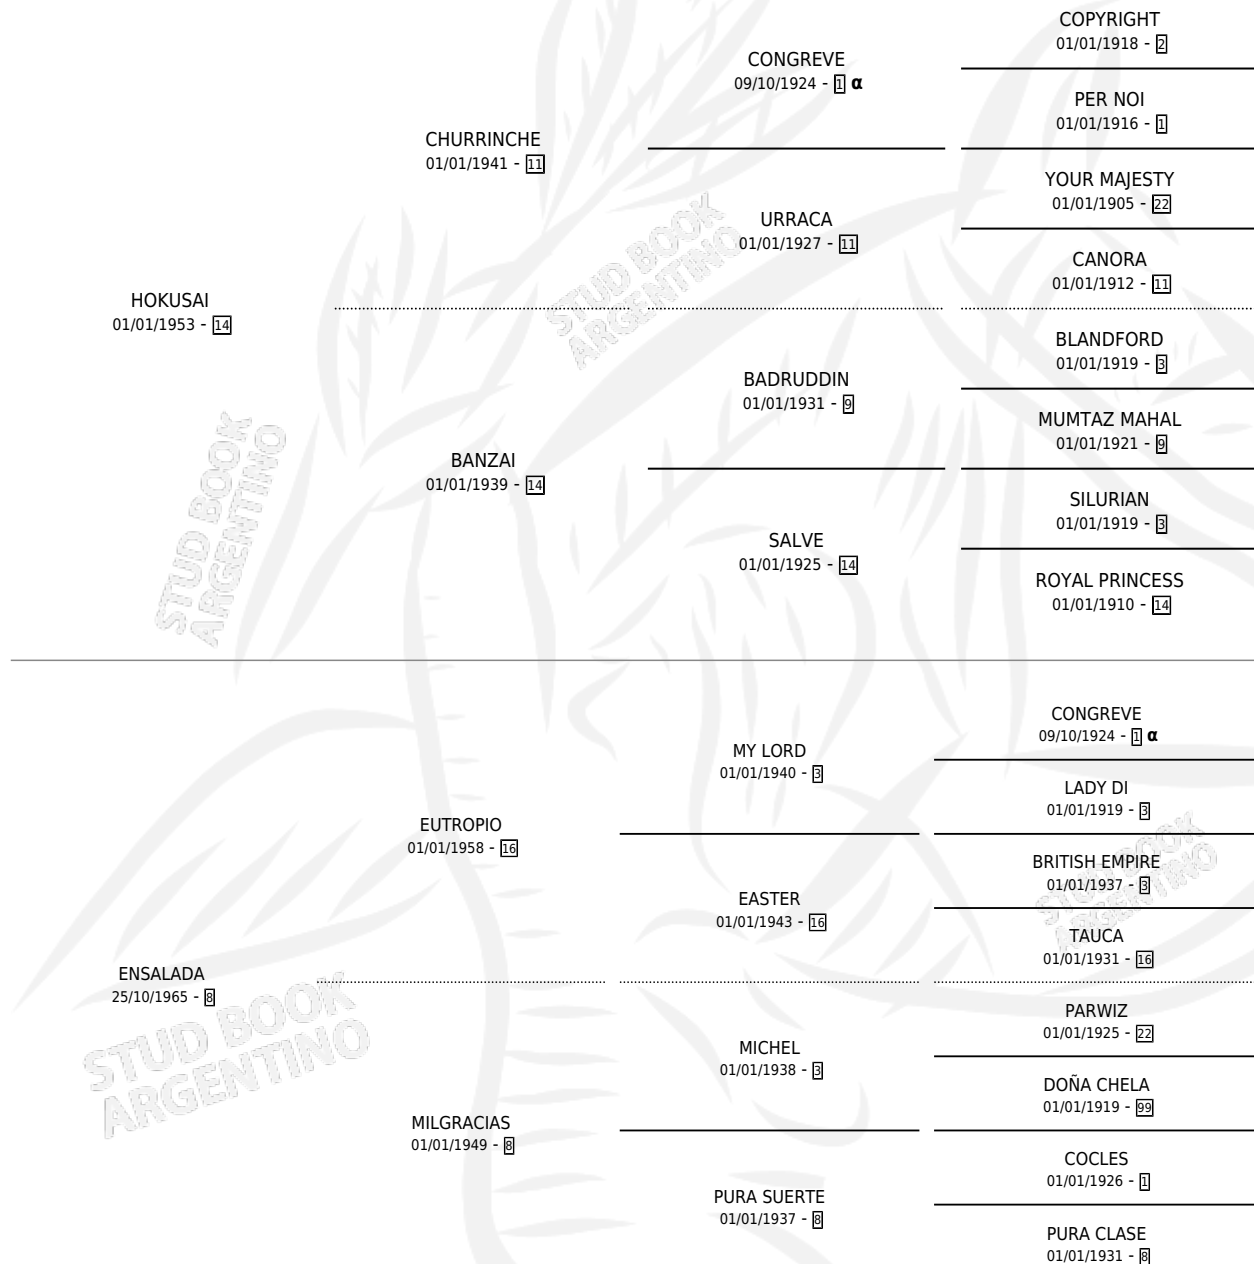 COPYRIGHT
01/01/1918 - 2
CONGREVE
09/10/1924 - 1 α
PER NOI
01/01/1916 - 1
CHURRINCHE
01/01/1941 - 11
YOUR MAJESTY
01/01/1905 - 22
URRACA
01/01/1927 - 11
CANORA
01/01/1912 - 11
HOKUSAI
01/01/1953 - 14
BLANDFORD
01/01/1919 - 3
BADRUDDIN
01/01/1931 - 9
MUMTAZ MAHAL
01/01/1921 - 9
BANZAI
01/01/1939 - 14
SILURIAN
01/01/1919 - 3
SALVE
01/01/1925 - 14
ROYAL PRINCESS
01/01/1910 - 14
STUD BOOK
ARGENTINO
STUD BOOK
ARGENTINO
CONGREVE
09/10/1924 - 1 α
MY LORD
01/01/1940 - 3
LADY DI
01/01/1919 - 3
EUTROPIO
01/01/1958 - 16
BRITISH EMPIRE
01/01/1937 - 3
EASTER
01/01/1943 - 16
TAUCA
01/01/1931 - 16
ENSALADA
25/10/1965 - 8
PARWIZ
01/01/1925 - 22
MICHEL
01/01/1938 - 3
DOÑA CHELA
01/01/1919 - 99
MILGRACIAS
01/01/1949 - 8
COCLES
01/01/1926 - 1
PURA SUERTE
01/01/1937 - 8
PURA CLASE
01/01/1931 - 8
STUD BOOK
ARGENTINO
STUD BOOK
ARGENTINO